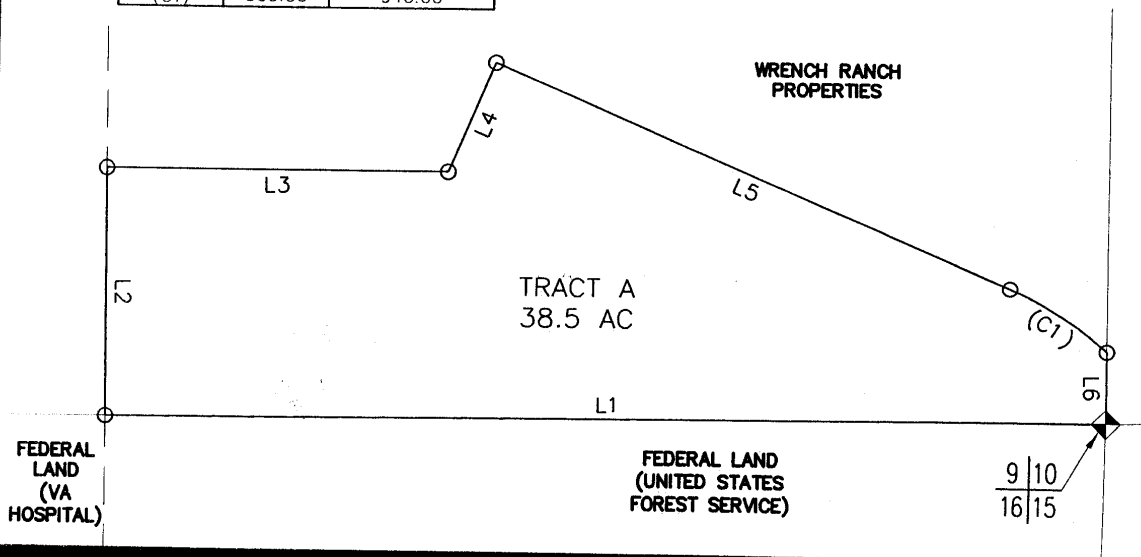 WRENCH RANCH
PROPERTIES
L4
L3
L5
L2
TRACT A
38.5 AC
(C1)
L6
L1
FEDERAL
LAND
(VA
HOSPITAL)
FEDERAL LAND
(UNITED STATES
FOREST SERVICE)
9 10
16 15